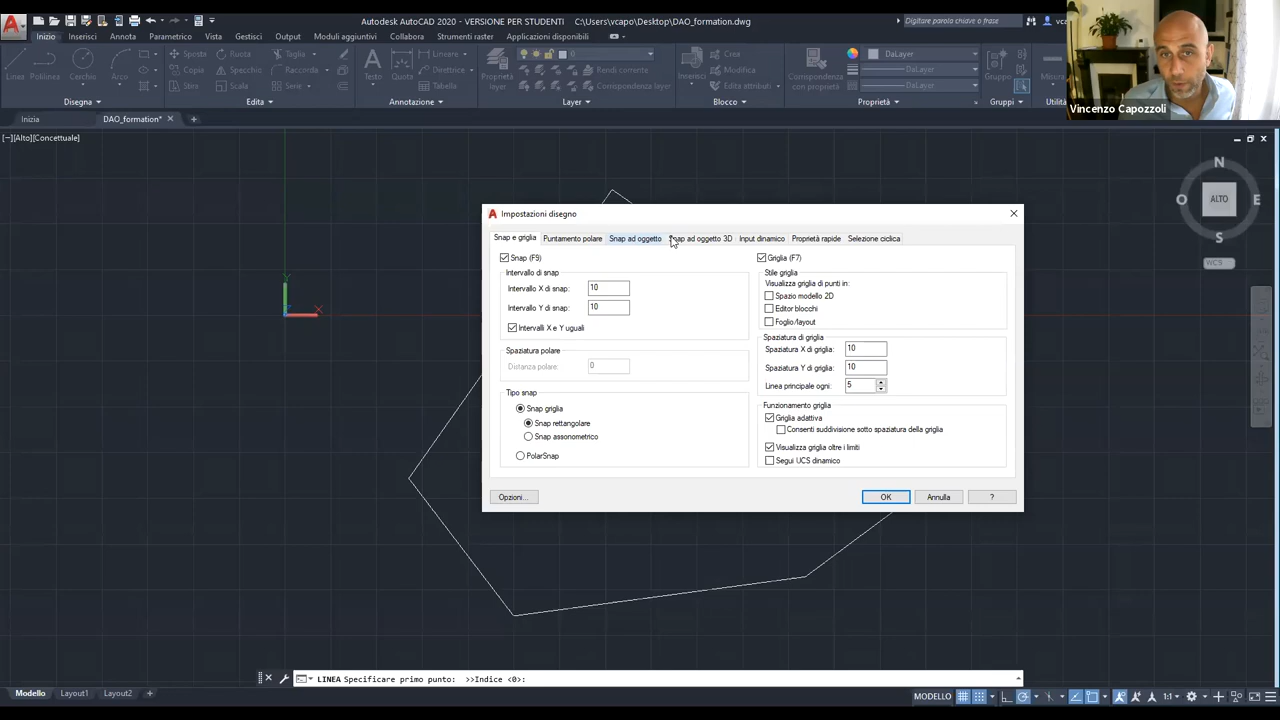 Autodesk AutoCAD 2020 - VERSIONE PER STUDENTI C:\Users\vcapo\Desktop\DAO_formation.dwg
Digitare parola chiave o frase
Inizio Inserisci Annota Parametrico Vista Gestisci Output Moduli aggiuntivi Collabora Strumenti raster Applicazioni disponibili
Linea Polilinea Cerchio Arco
Sposta Ruota Taglia
Copia Specchio Raccorda
Stira Scala Serie
Testo Quota
Lineare
Direttrice
Tabella
Proprietà
layer
0
Rendi corrente
Corrispondenza layer
Inserisci
Crea
Modifica
Edita attributi
Corrispondenza
con proprietà
DaLayer
DaLayer
DaLayer
Gruppo
Disegno Edita Annotazione Layer Blocco Proprietà Gruppi
Vincenzo Capozzoli
Inizia DAO_formation*
[−][Alto][Concettuale]
N
O ALTO E
S
WCS
Y
X
Impostazioni disegno
Snap e griglia Puntamento polare Snap ad oggetto Snap ad oggetto 3D Input dinamico Proprietà rapide Selezione ciclica
Snap (F9)
Intervallo di snap
Intervallo X di snap: 10
Intervallo Y di snap: 10
Intervalli X e Y uguali
Spaziatura polare
Distanza polare: 0
Tipo snap
Snap griglia
Snap rettangolare
Snap assonometrico
PolarSnap
Griglia (F7)
Stile griglia
Visualizza griglia di punti in:
Spazio modello 2D
Editor blocchi
Foglio/layout
Spaziatura di griglia
Spaziatura X di griglia: 10
Spaziatura Y di griglia: 10
Linea principale ogni: 5
Funzionamento griglia
Griglia adattiva
Consenti suddivisione sotto spaziatura della griglia
Visualizza griglia oltre i limiti
Segui UCS dinamico
Opzioni... OK Annulla ?
LINEA Specificare primo punto: >>Indice <0>:
Modello Layout1 Layout2
MODELLO 1:1